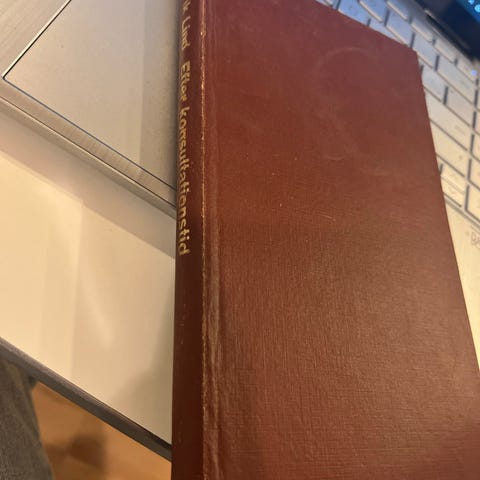 Lind Efter konsultationstid